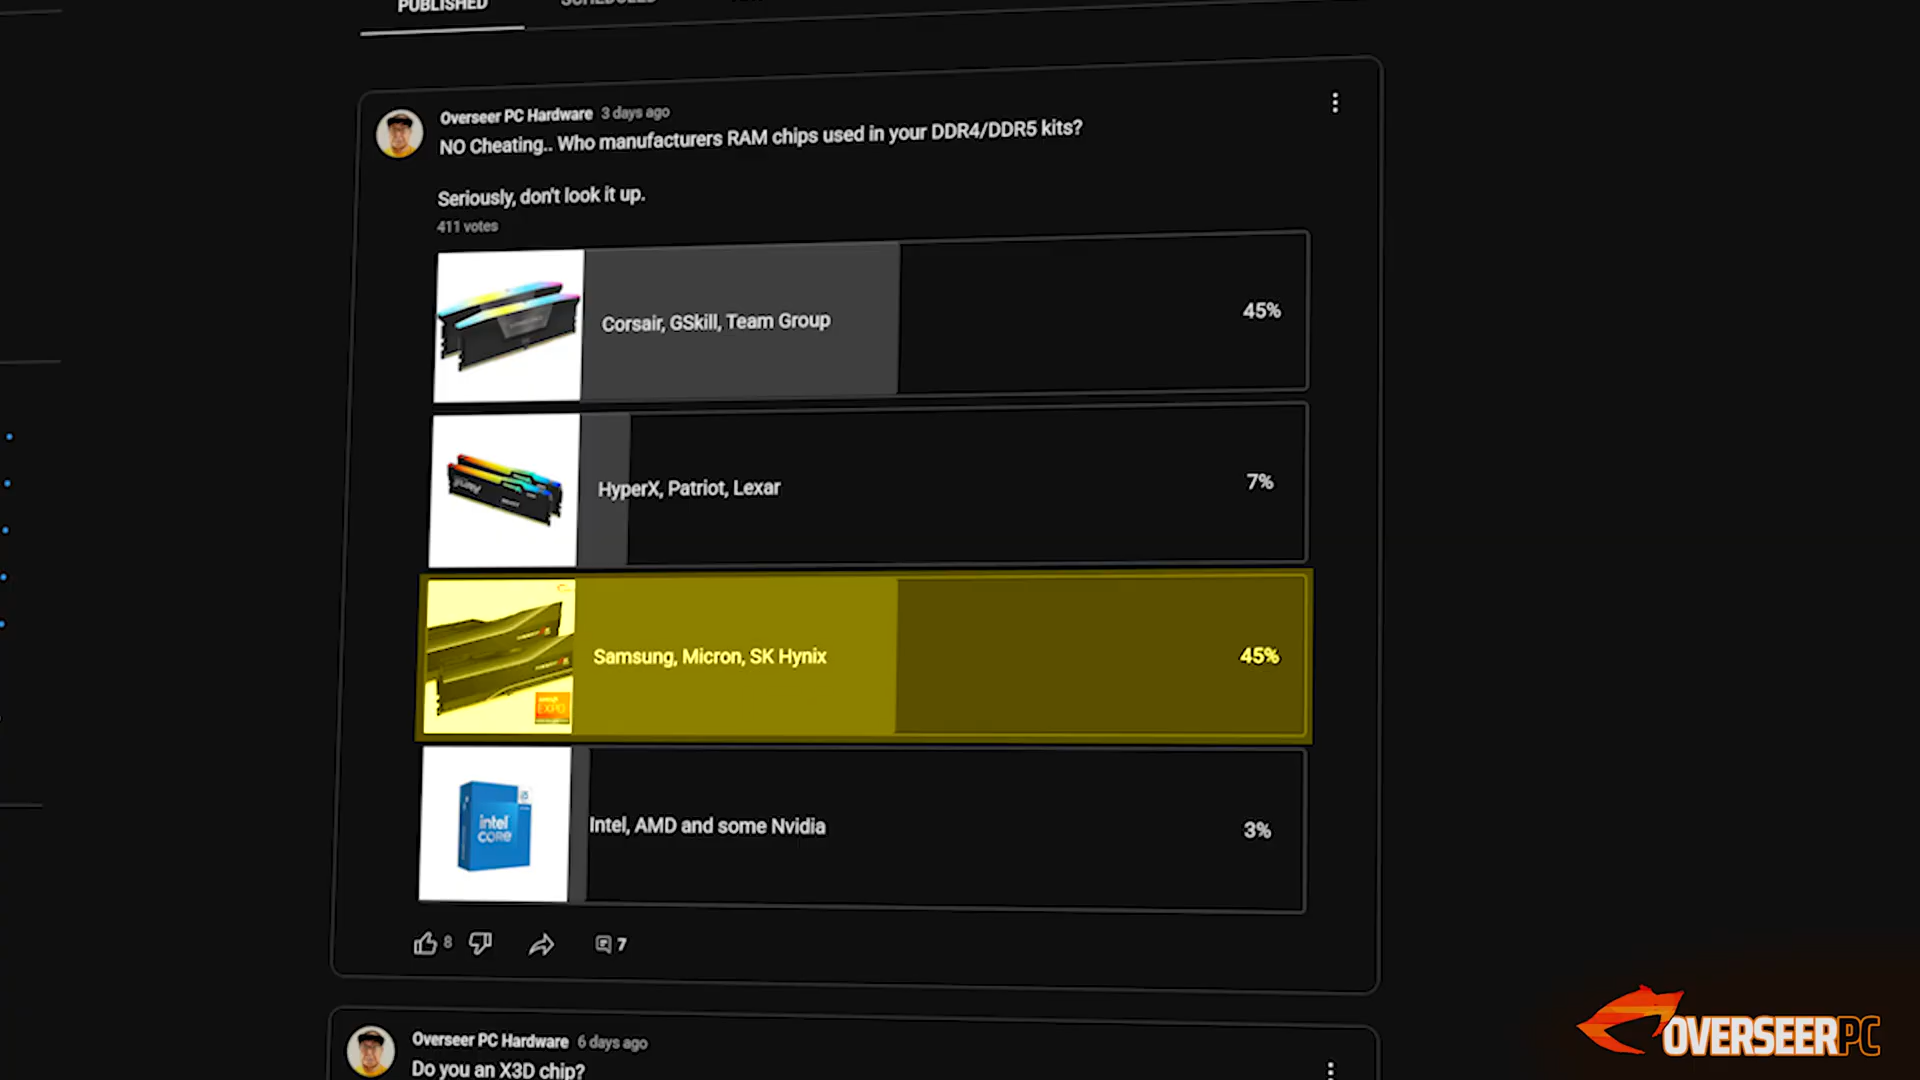 PUBLISHED
SCHEDULED
Overseer PC Hardware 3 days ago
NO Cheating.. Who manufacturers RAM chips used in your DDR4/DDR5 kits?
Seriously, don't look it up.
411 votes
Corsair, GSkill, Team Group
45%
HyperX, Patriot, Lexar
7%
Samsung, Micron, SK Hynix
45%
EXPO
intel
CORE
i5
Intel, AMD and some Nvidia
3%
8
7
Overseer PC Hardware 6 days ago
Do you an X3D chip?
OVERSEERPC